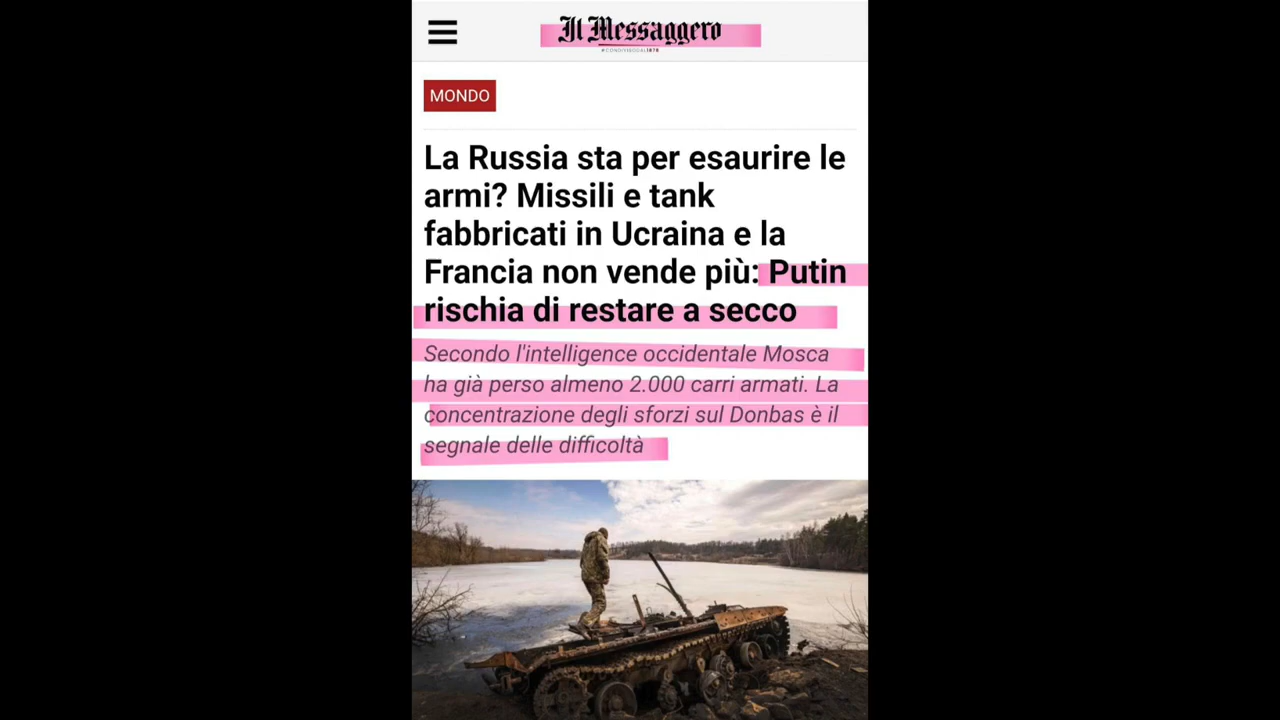 Il Messaggero
#CONDIVISODAL1878
MONDO
La Russia sta per esaurire le
armi? Missili e tank
fabbricati in Ucraina e la
Francia non vende più: Putin
rischia di restare a secco
Secondo l'intelligence occidentale Mosca
ha già perso almeno 2.000 carri armati. La
concentrazione degli sforzi sul Donbas è il
segnale delle difficoltà